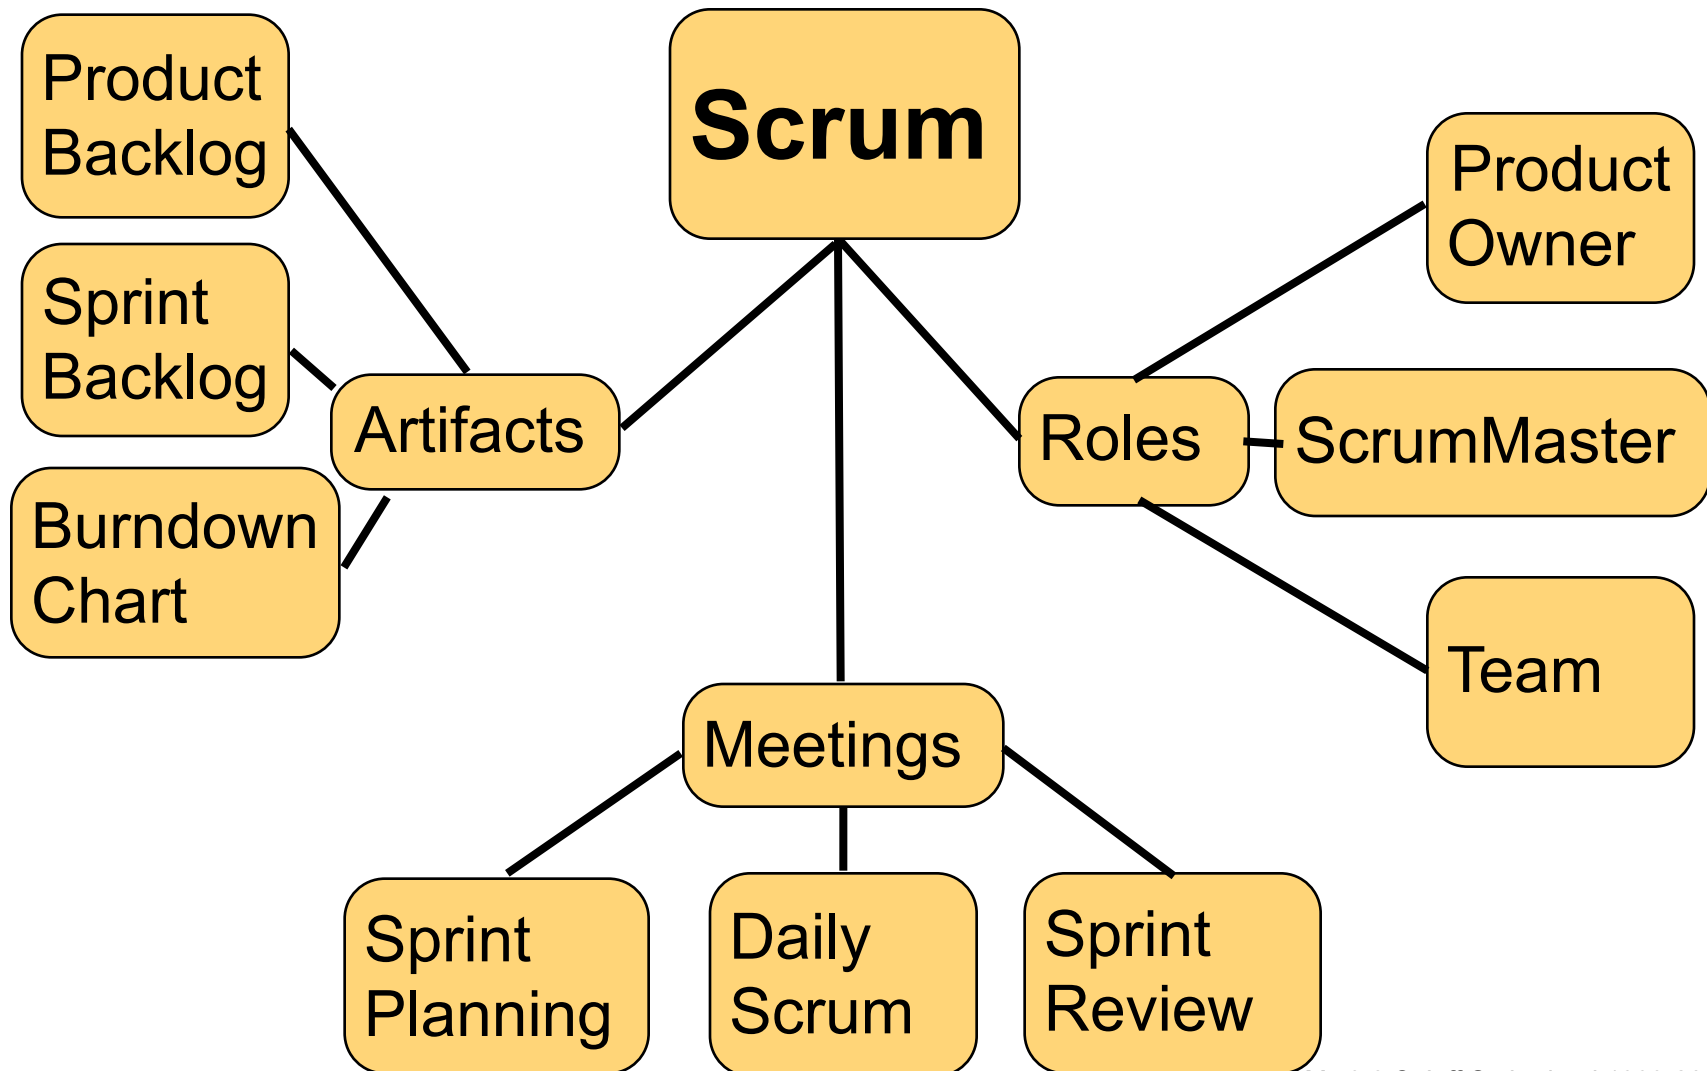 Scrum
Product
Backlog
Sprint
Backlog
Burndown
Chart
Artifacts
Roles
Product
Owner
ScrumMaster
Team
Meetings
Sprint
Planning
Daily
Scrum
Sprint
Review